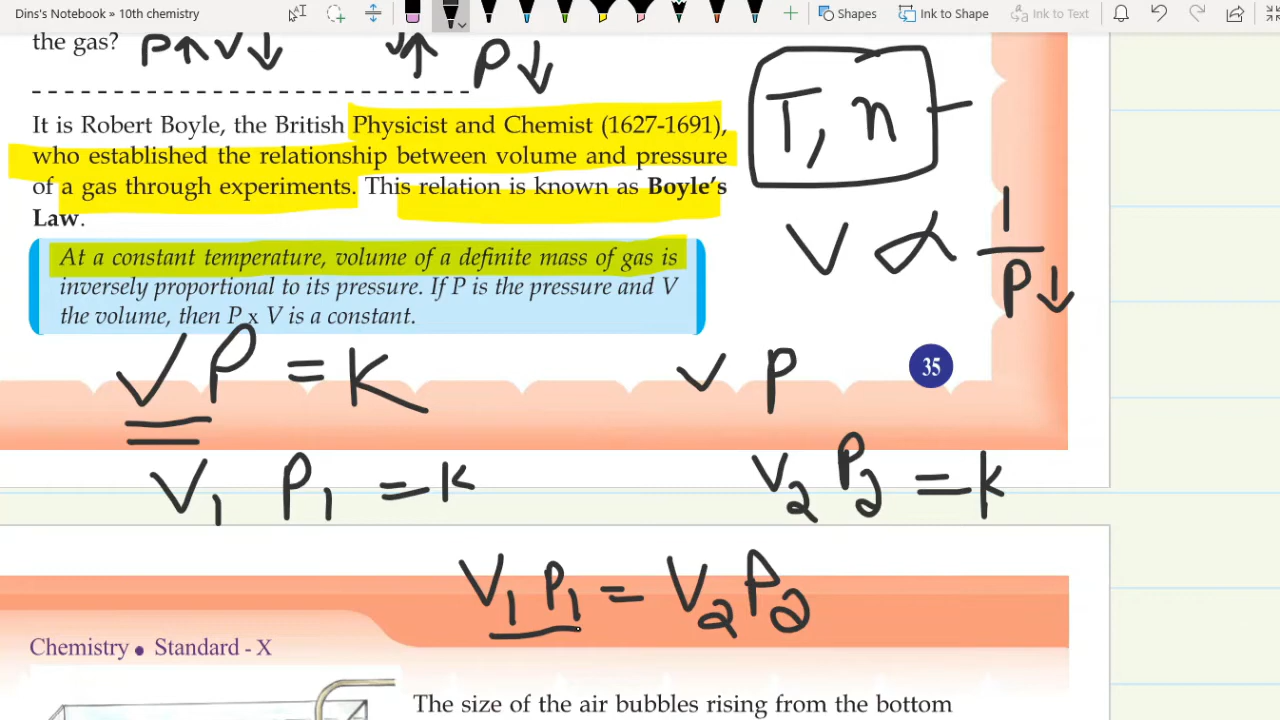 Dins's Notebook » 10th chemistry
Shapes
Ink to Shape
Ink to Text
the gas?
P↑V↓
V↑ P↓
It is Robert Boyle, the British Physicist and Chemist (1627-1691),
who established the relationship between volume and pressure
of a gas through experiments. This relation is known as Boyle's
Law.
T, n
V ∝ 1/P↓
At a constant temperature, volume of a definite mass of gas is
inversely proportional to its pressure. If P is the pressure and V
the volume, then P x V is a constant.
VP = K
V P
35
V₁ P₁ = K
V₂ P₂ = K
V₁ P₁ = V₂ P₂
Chemistry • Standard - X
The size of the air bubbles rising from the bottom